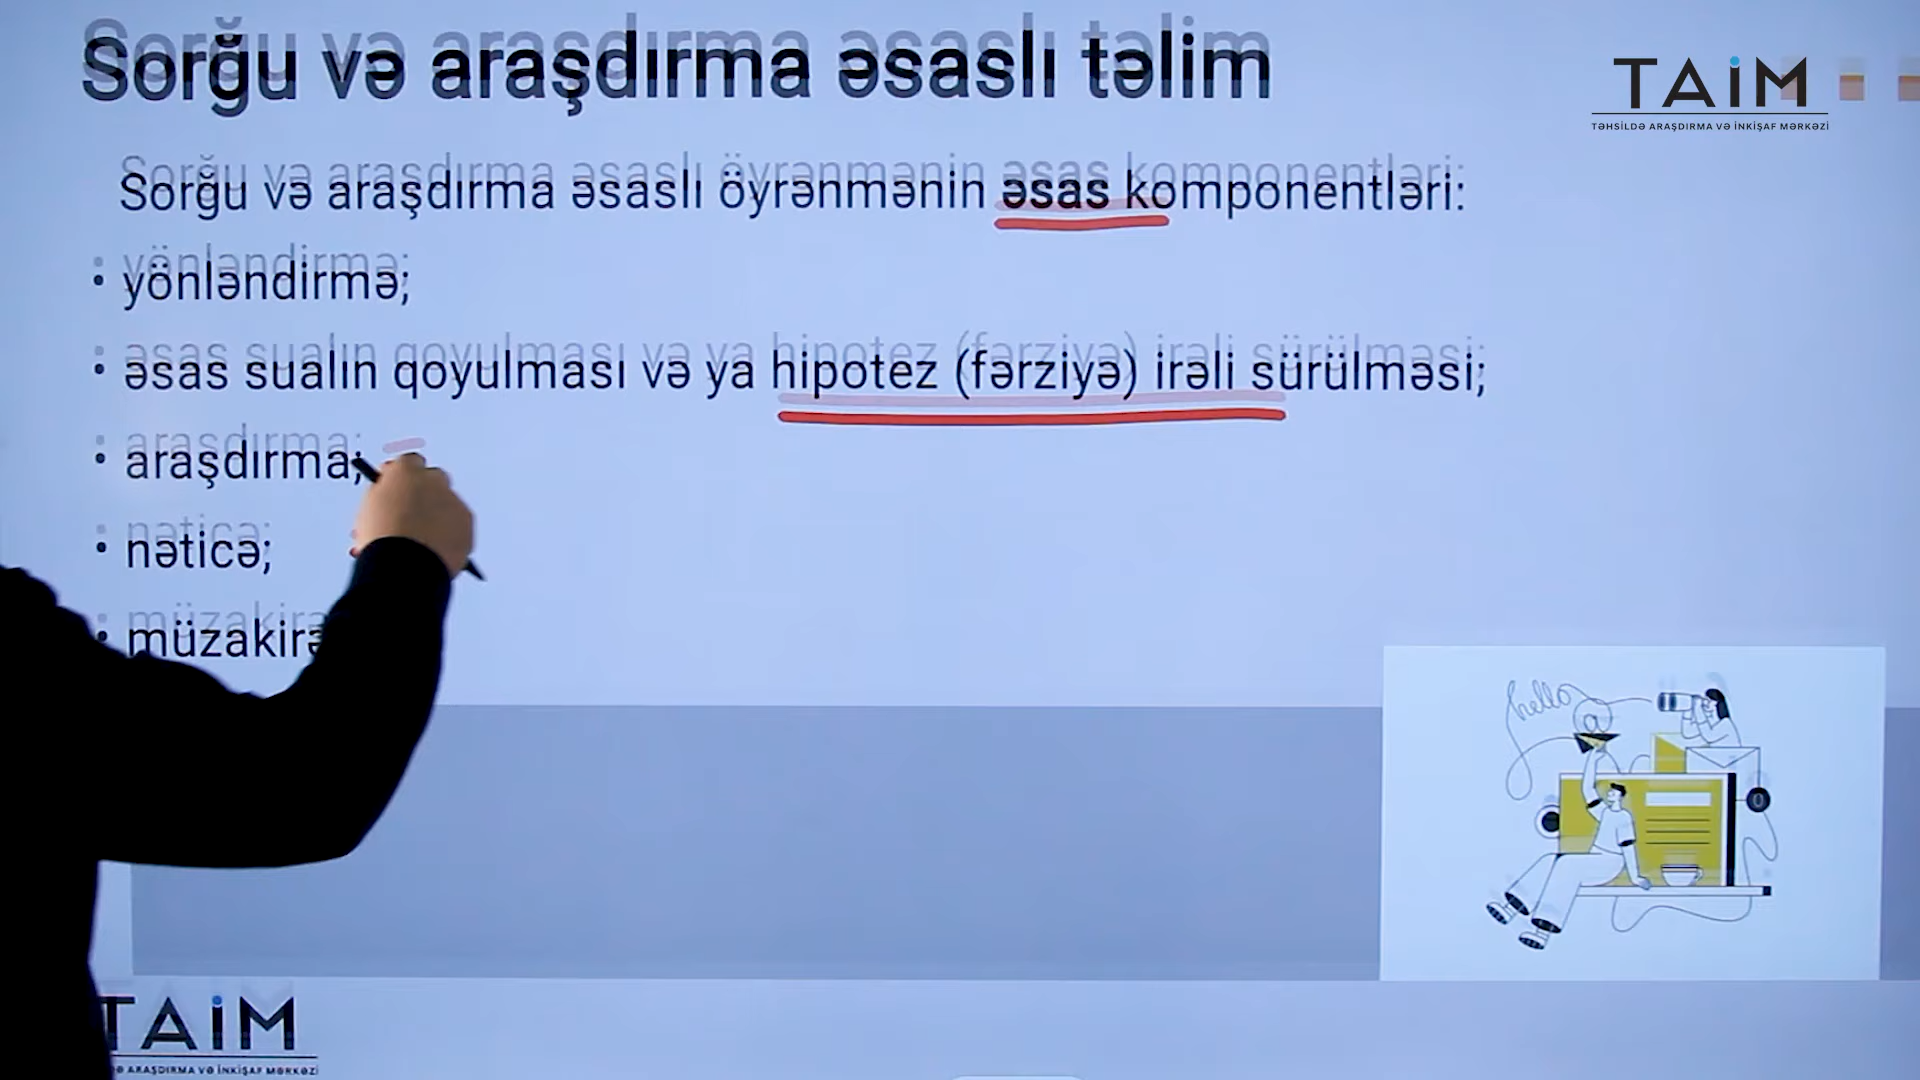 Sorğu və araşdırma əsaslı təlim
TAİM
TƏHSİLDƏ ARAŞDIRMA VƏ İNKİŞAF MƏRKƏZİ
Sorğu və araşdırma əsaslı öyrənmənin əsas komponentləri:
• yönləndirmə;
• əsas sualın qoyulması və ya hipotez (fərziyə) irəli sürülməsi;
• araşdırma;
• nəticə;
• müzakirə
hello
@
TAİM
ARAŞDIRMA VƏ İNKİŞAF MƏRKƏZİ